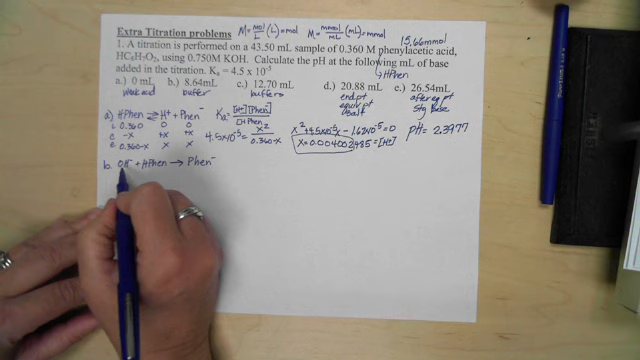 Extra Titration problems M = mol/L (L) = mol M = mmol/mL (mL) = mmol
15.66 mmol
1. A titration is performed on a 43.50 mL sample of 0.360 M phenylacetic acid,
HC₈H₇O₂, using 0.750M KOH. Calculate the pH at the following mL of base
added in the titration. Kₐ = 4.5 x 10⁻⁵
HPhen
a.) 0 mL b.) 8.64mL c.) 12.70 mL d.) 20.88 mL e.) 26.54mL
weak acid buffer buffers end pt after eq pt
equiv pt Stg Base
a) HPhen ⇌ H⁺ + Phen⁻ Ka = [H⁺][Phen⁻]/[HPhen]
I 0.360 0 0
C -x +x +x 4.5x10⁻⁵ = x²/0.360-x x² + 4.5x10⁻⁵x - 1.62x10⁻⁵ = 0 pH = 2.3977
E 0.360-x x x x = 0.004002485 = [H⁺]
b. OH⁻ + HPhen → Phen⁻